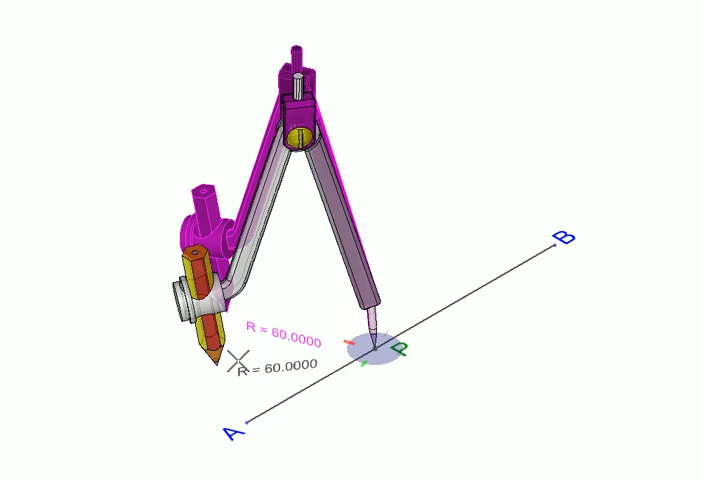 B
R = 60.0000
P
R = 60.0000
A